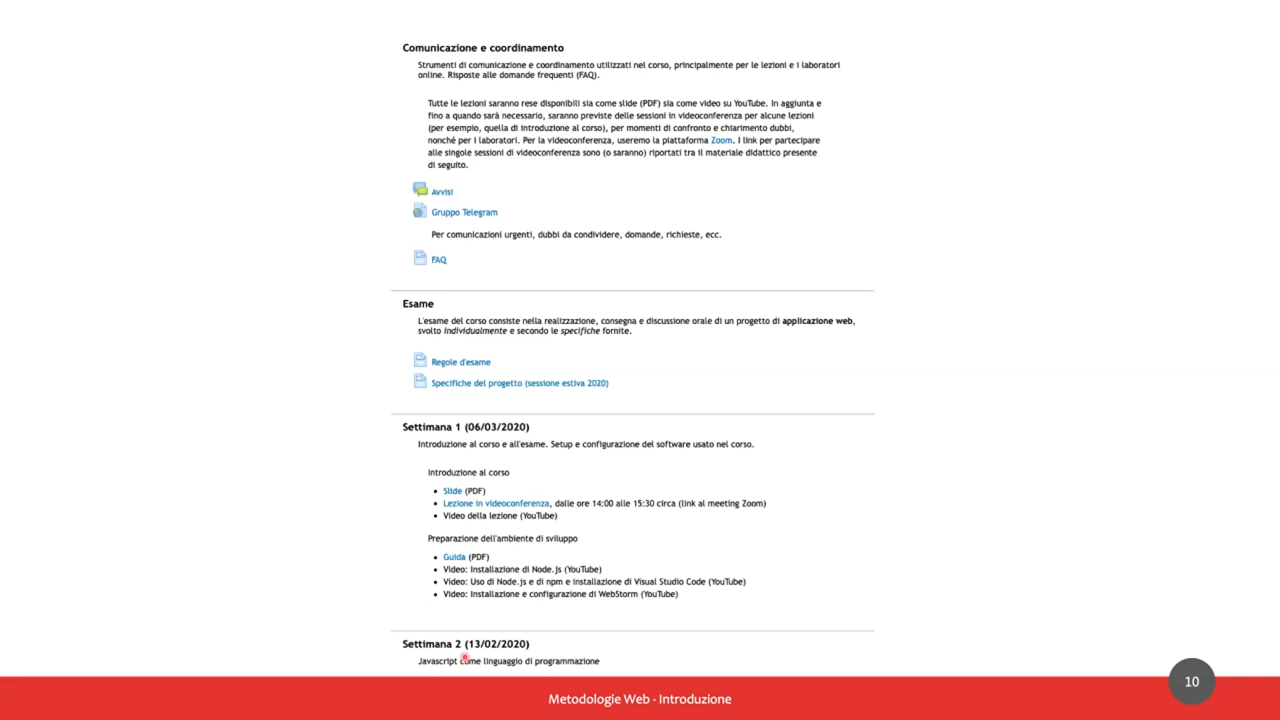 Comunicazione e coordinamento
Strumenti di comunicazione e coordinamento utilizzati nel corso, principalmente per le lezioni e i laboratori
online. Risposte alle domande frequenti (FAQ).
Tutte le lezioni saranno rese disponibili sia come slide (PDF) sia come video su YouTube. In aggiunta e
fino a quando sarà necessario, saranno previste delle sessioni in videoconferenza per alcune lezioni
(per esempio, quella di introduzione al corso), per momenti di confronto e chiarimento dubbi,
nonché per i laboratori. Per la videoconferenza, useremo la piattaforma Zoom. I link per partecipare
alle singole sessioni di videoconferenza sono (o saranno) riportati tra il materiale didattico presente
di seguito.
Avvisi
Gruppo Telegram
Per comunicazioni urgenti, dubbi da condividere, domande, richieste, ecc.
FAQ
Esame
L'esame del corso consiste nella realizzazione, consegna e discussione orale di un progetto di applicazione web,
svolto individualmente e secondo le specifiche fornite.
Regole d'esame
Specifiche del progetto (sessione estiva 2020)
Settimana 1 (06/03/2020)
Introduzione al corso e all'esame. Setup e configurazione del software usato nel corso.
Introduzione al corso
• Slide (PDF)
• Lezione in videoconferenza, dalle ore 14:00 alle 15:30 circa (link al meeting Zoom)
• Video della lezione (YouTube)
Preparazione dell'ambiente di sviluppo
• Guida (PDF)
• Video: Installazione di Node.js (YouTube)
• Video: Uso di Node.js e di npm e installazione di Visual Studio Code (YouTube)
• Video: Installazione e configurazione di WebStorm (YouTube)
Settimana 2 (13/02/2020)
Javascript come linguaggio di programmazione
Metodologie Web - Introduzione
10